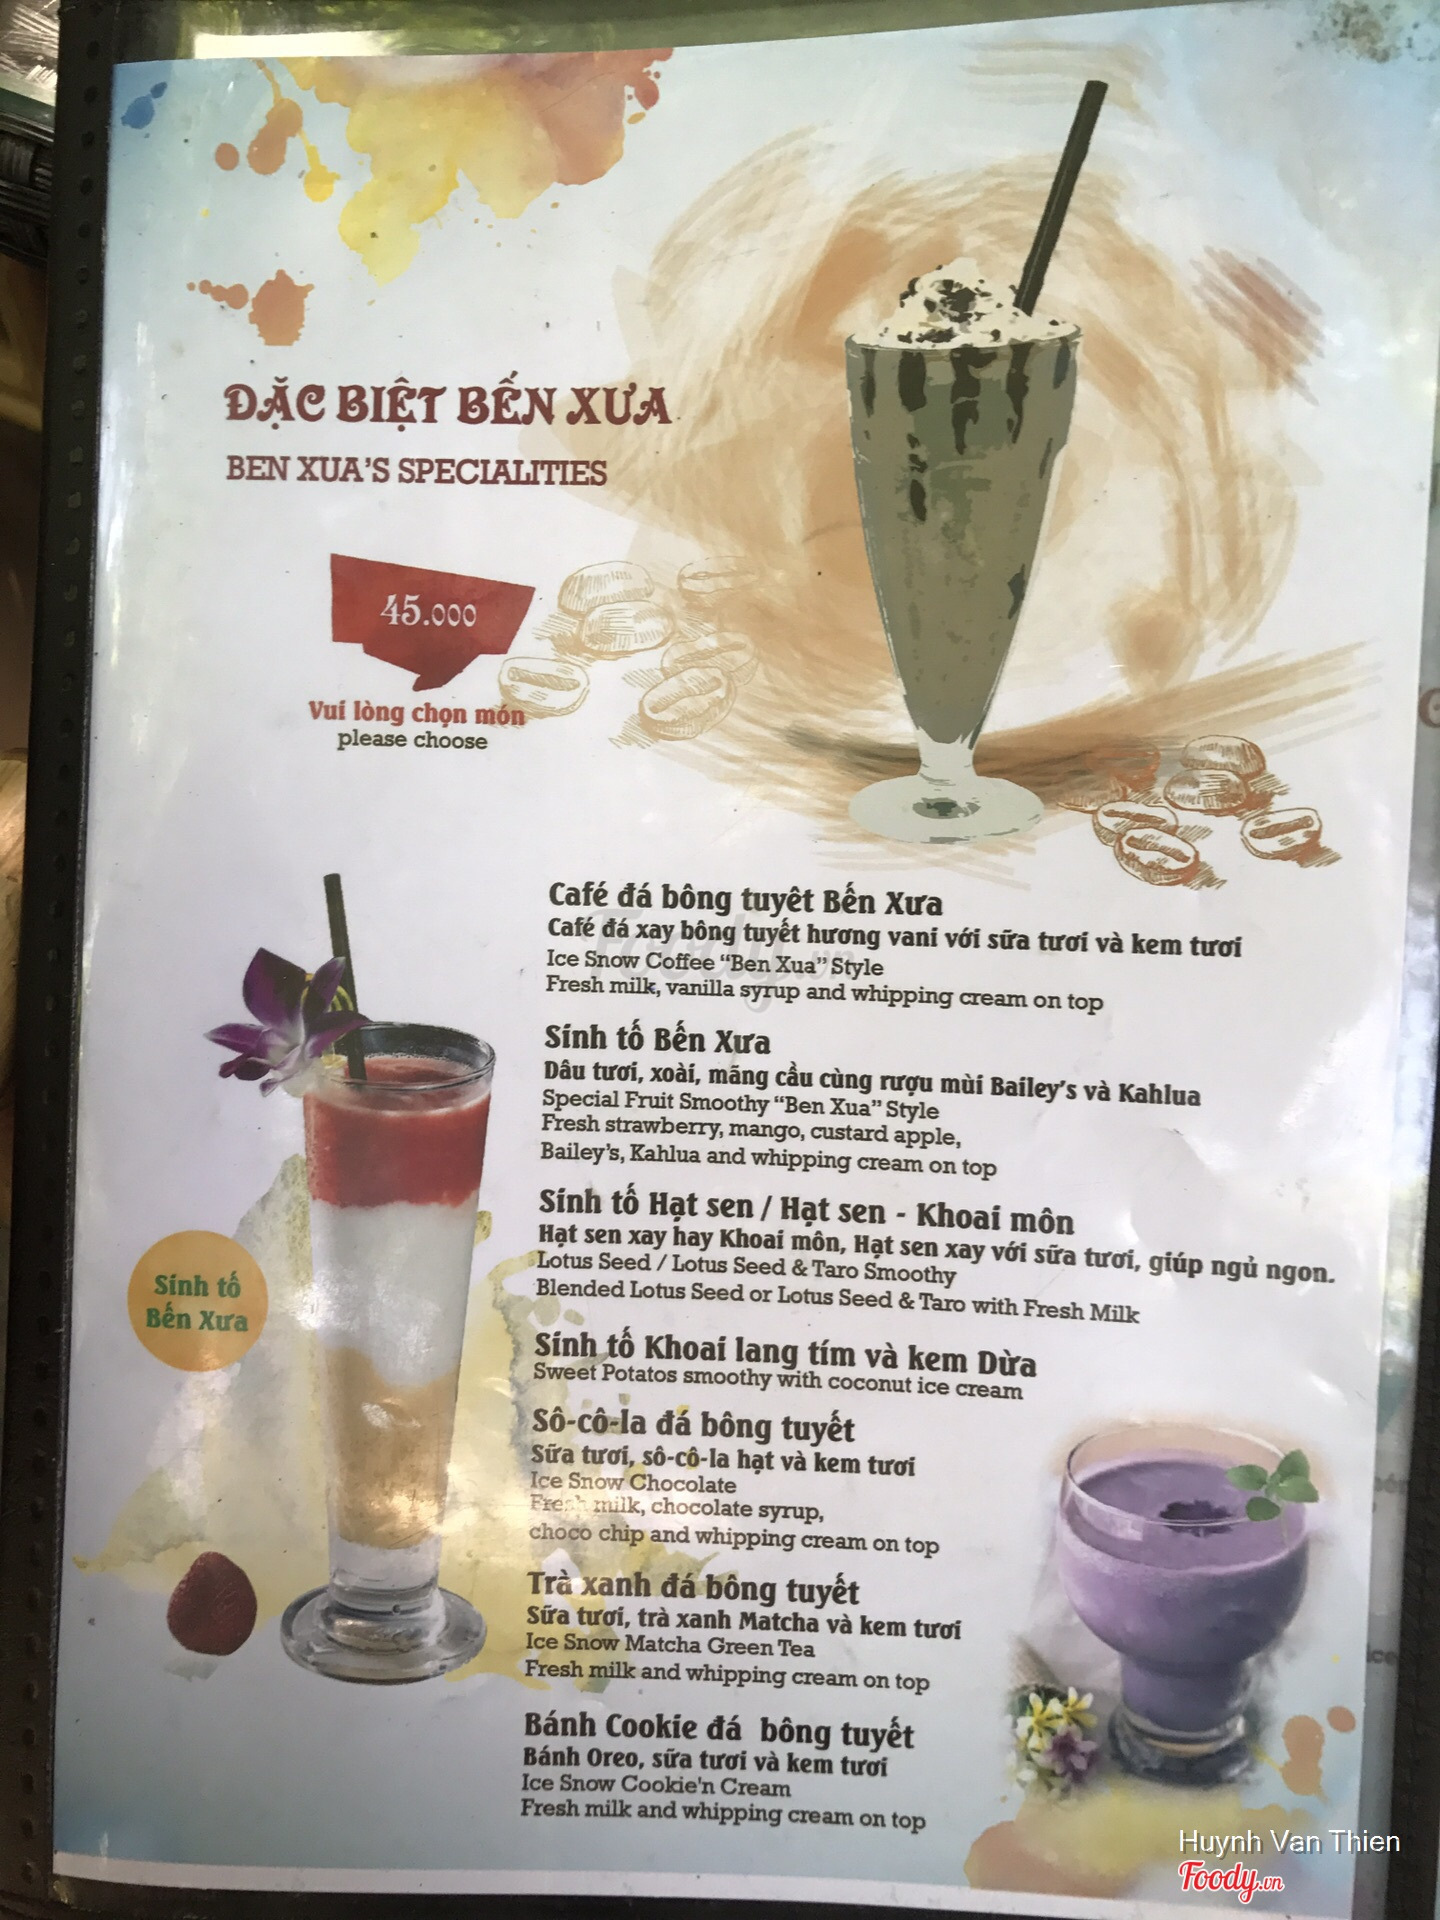 ĐẶC BIỆT BẾN XƯA
BEN XUA'S SPECIALITIES
45.000
Vui lòng chọn món
please choose
Café đá bông tuyêt Bến Xưa
Café đá xay bông tuyết hương vani với sữa tươi và kem tươi
Ice Snow Coffee "Ben Xua" Style
Fresh milk, vanilla syrup and whipping cream on top
Sinh tố Bến Xưa
Dâu tươi, xoài, mãng cầu cùng rượu mùi Bailey's và Kahlua
Special Fruit Smoothy "Ben Xua" Style
Fresh strawberry, mango, custard apple,
Bailey's, Kahlua and whipping cream on top
Sinh tố Hạt sen / Hạt sen - Khoai môn
Hạt sen xay hay Khoai môn, Hạt sen xay với sữa tươi, giúp ngủ ngon.
Lotus Seed / Lotus Seed & Taro Smoothy
Blended Lotus Seed or Lotus Seed & Taro with Fresh Milk
Sinh tố
Bến Xưa
Sinh tố Khoai lang tím và kem Dừa
Sweet Potatos smoothy with coconut ice cream
Sô-cô-la đá bông tuyết
Sữa tươi, sô-cô-la hạt và kem tươi
Ice Snow Chocolate
Fresh milk, chocolate syrup,
choco chip and whipping cream on top
Trà xanh đá bông tuyết
Sữa tươi, trà xanh Matcha và kem tươi
Ice Snow Matcha Green Tea
Fresh milk and whipping cream on top
Bánh Cookie đá bông tuyết
Bánh Oreo, sữa tươi và kem tươi
Ice Snow Cookie'n Cream
Fresh milk and whipping cream on top
Foody.vn
Huynh Van Thien
Foody.vn